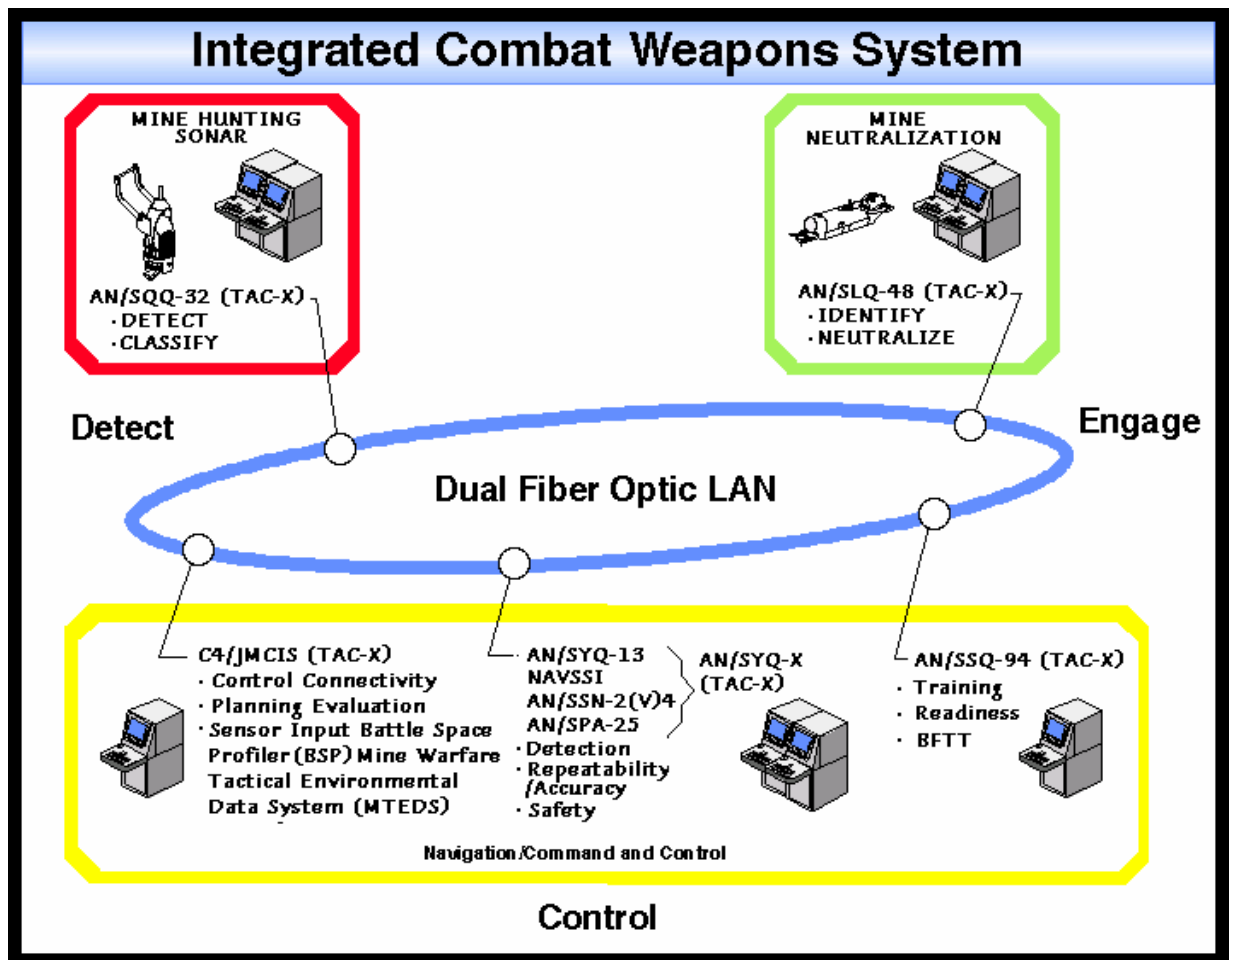 Integrated Combat Weapons System
MINE HUNTING
SONAR
AN/SQQ-32 (TAC-X)
· DETECT
· CLASSIFY
MINE
NEUTRALIZATION
AN/SLQ-48 (TAC-X)
· IDENTIFY
· NEUTRALIZE
Detect
Engage
Dual Fiber Optic LAN
C4/JMCIS (TAC-X)
· Control Connectivity
· Planning Evaluation
· Sensor Input Battle Space
Profiler(BSP) Mine Warfare
Tactical Environmental
Data System (MTEDS)
AN/SYQ-13
NAVSSI
AN/SSN-2(V)4
AN/SPA-25
· Detection
· Repeatability
/Accuracy
· Safety
AN/SYQ-X
(TAC-X)
AN/SSQ-94 (TAC-X)
· Training
· Readiness
· BFTT
Navigation/Command and Control
Control